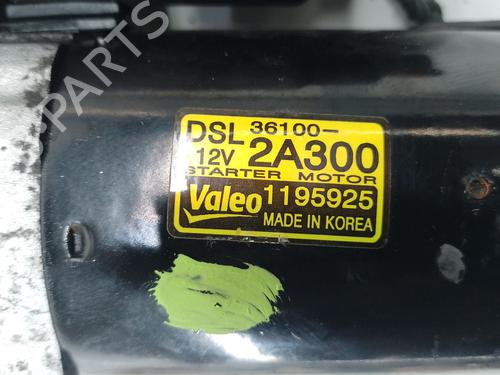 DSL 36100-
12V 2A300
STARTER MOTOR
Valeo 1195925
MADE IN KOREA
B-PARTS